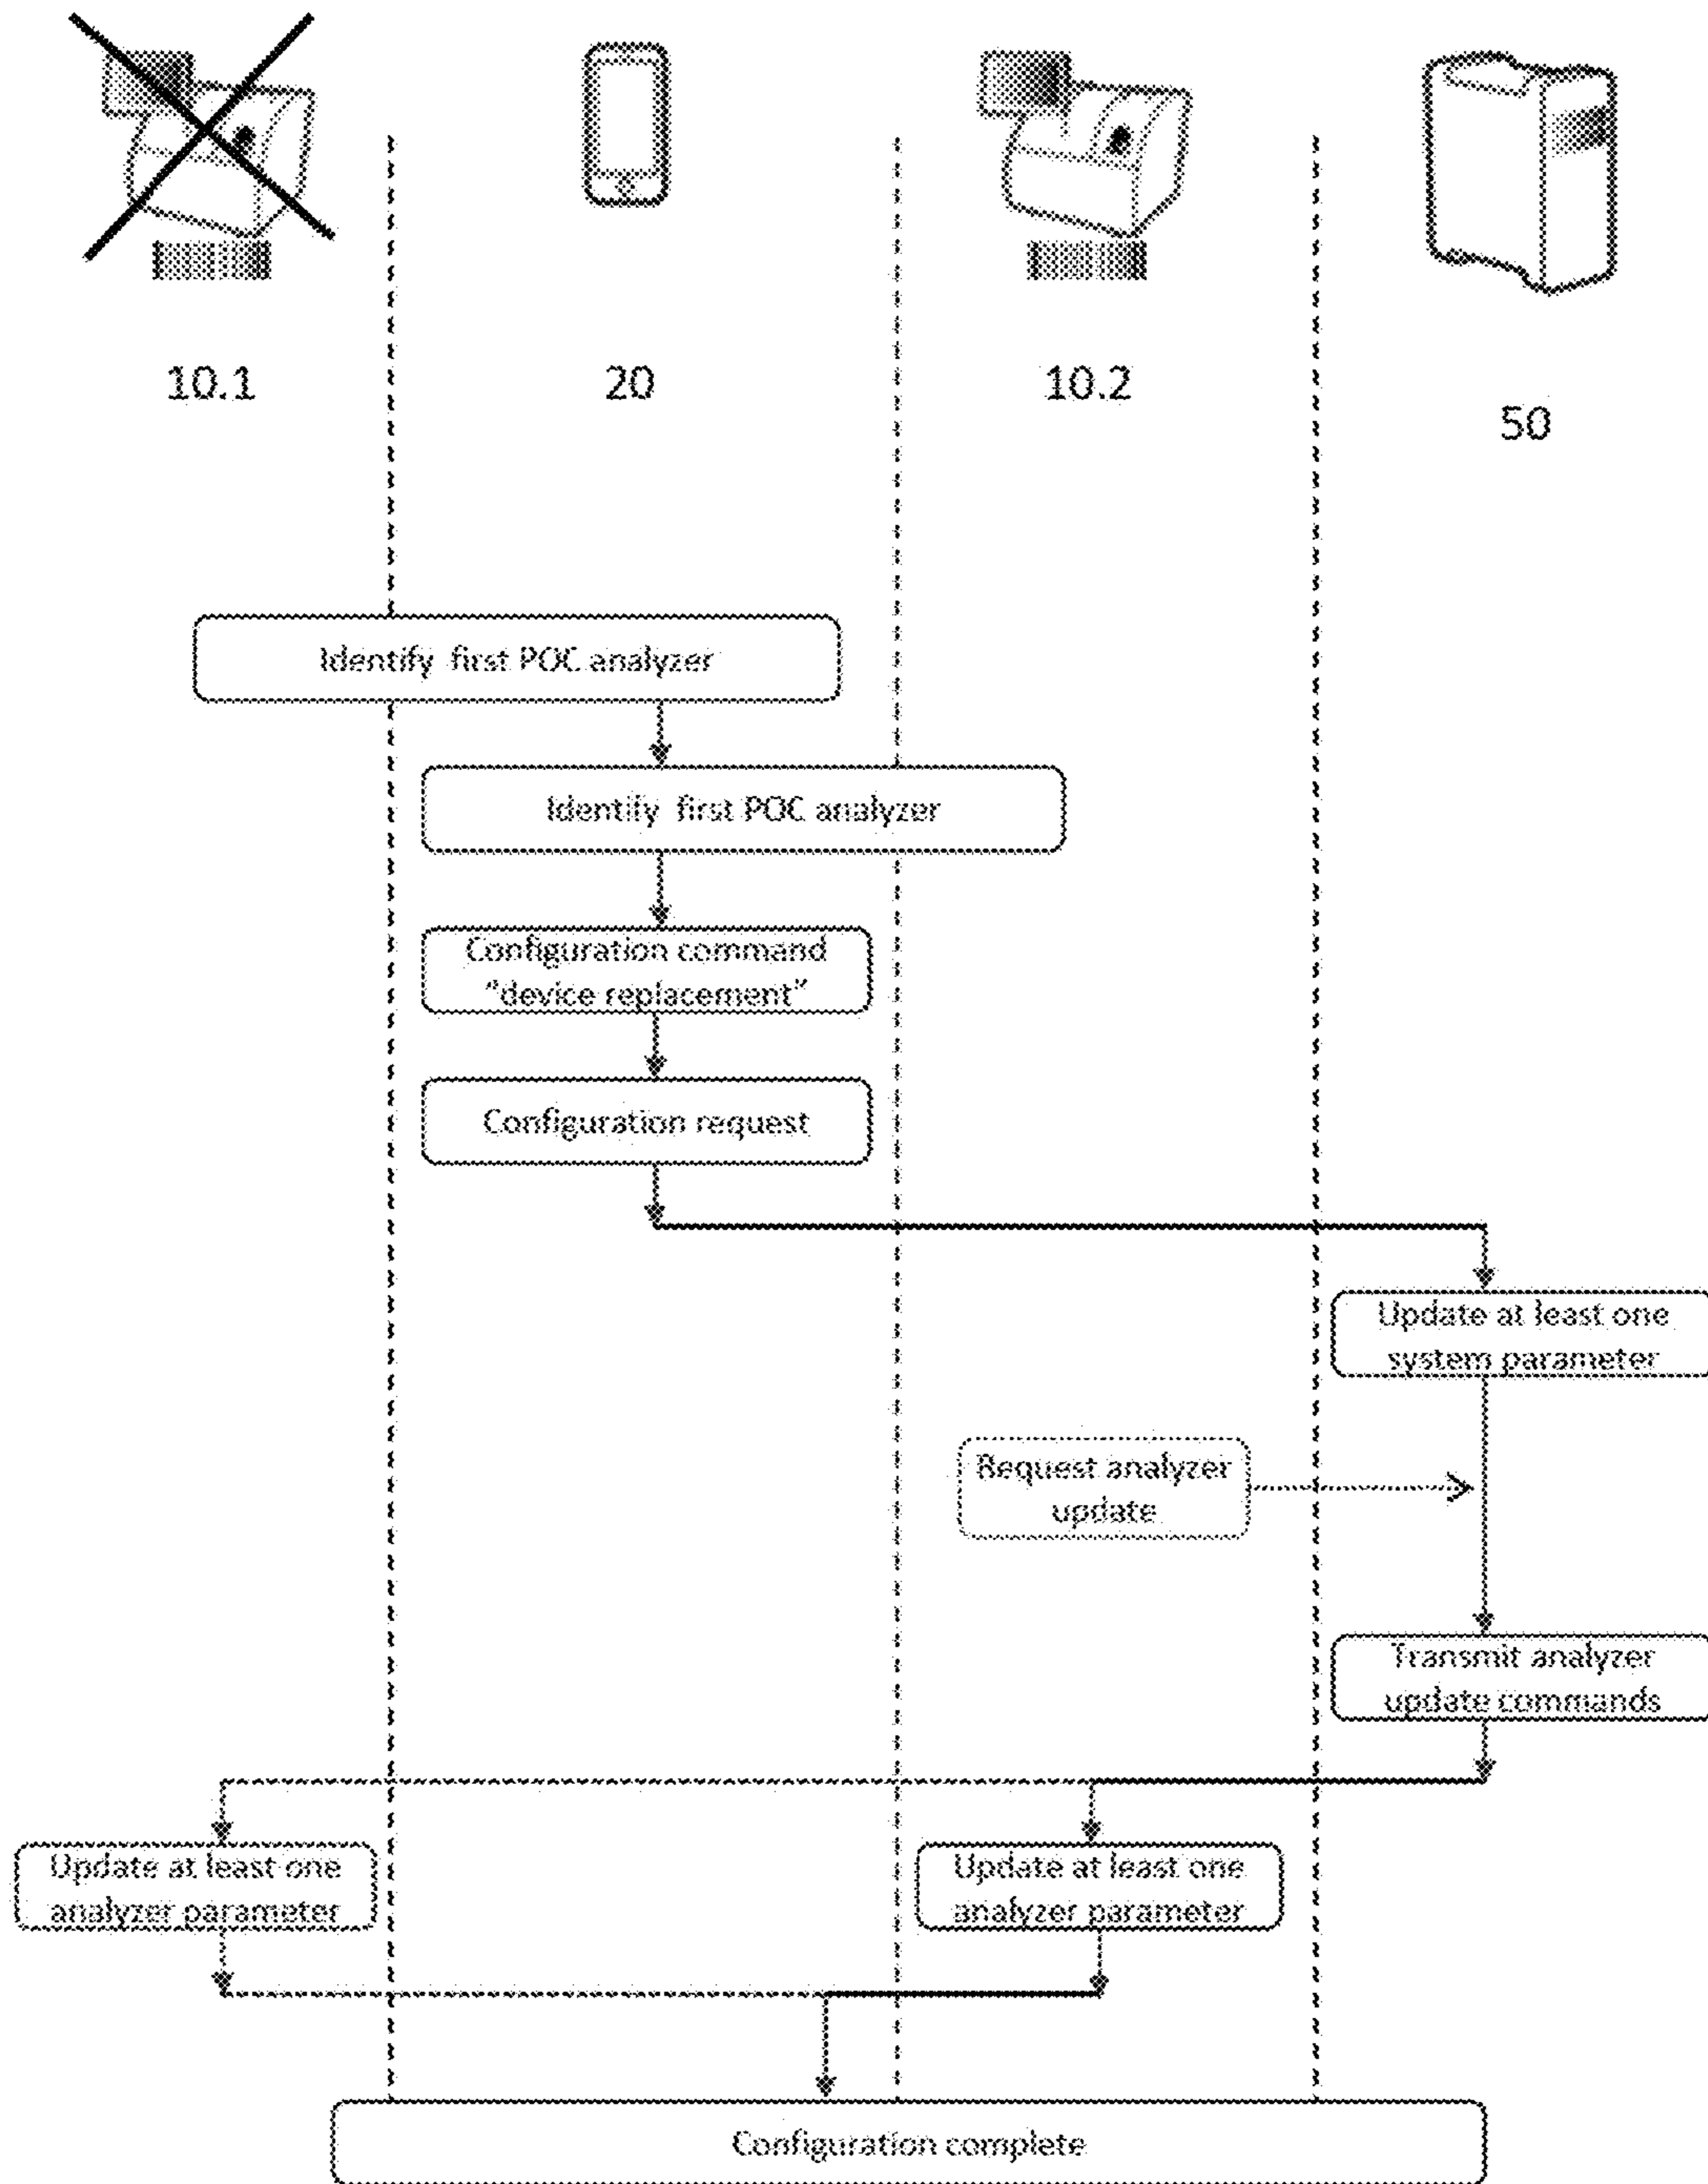 10.1
20
10.2
50
Identify first POC analyzer
Identify first POC analyzer
Configuration command
"device replacement"
Configuration request
Update at least one
system parameter
Request analyzer
update
Transmit analyzer
update commands
Update at least one
analyzer parameter
Update at least one
analyzer parameter
Configuration complete